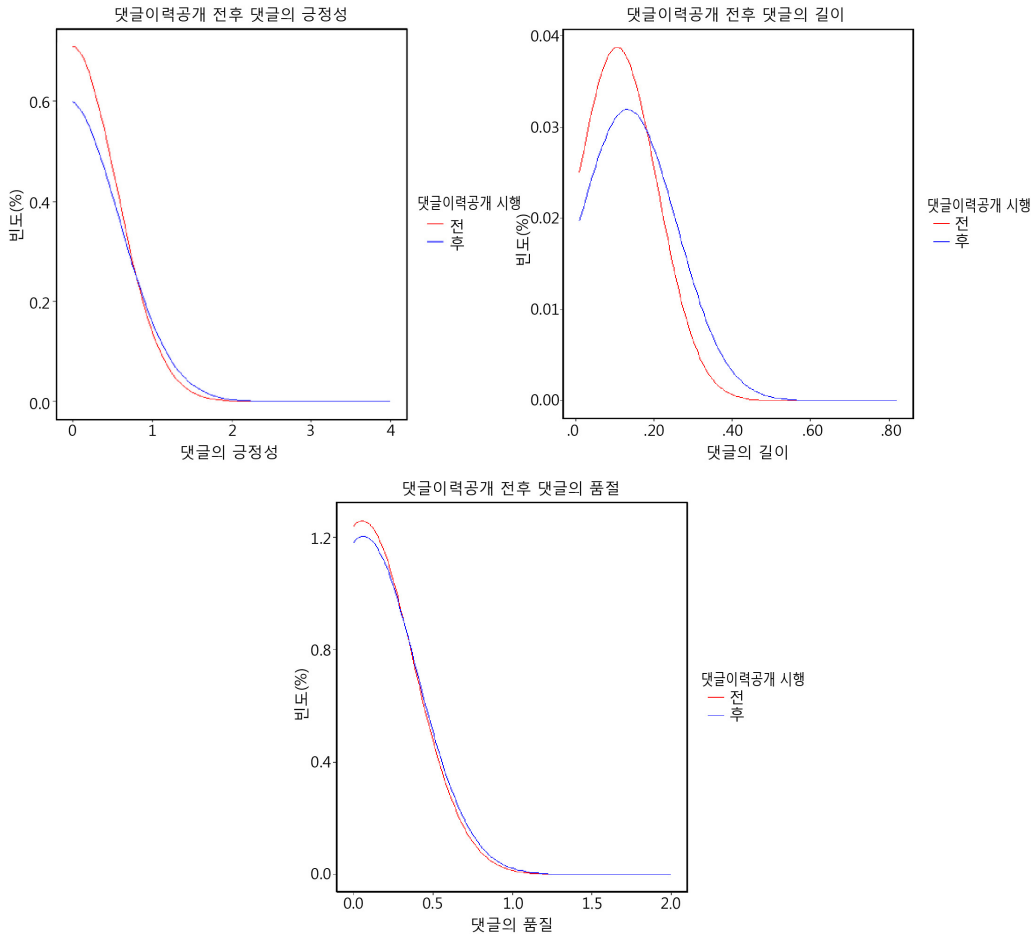 댓글이력공개 전후 댓글의 긍정성
빈도(%)
0.6
0.4
0.2
0.0
0 1 2 3 4
댓글의 긍정성
댓글이력공개 시행
전
후
댓글이력공개 전후 댓글의 길이
빈도(%)
0.04
0.03
0.02
0.01
0.00
.0 .20 .40 .60 .80
댓글의 길이
댓글이력공개 시행
전
후
댓글이력공개 전후 댓글의 품절
빈도(%)
1.2
0.8
0.4
0.0
0.0 0.5 1.0 1.5 2.0
댓글의 품질
댓글이력공개 시행
전
후